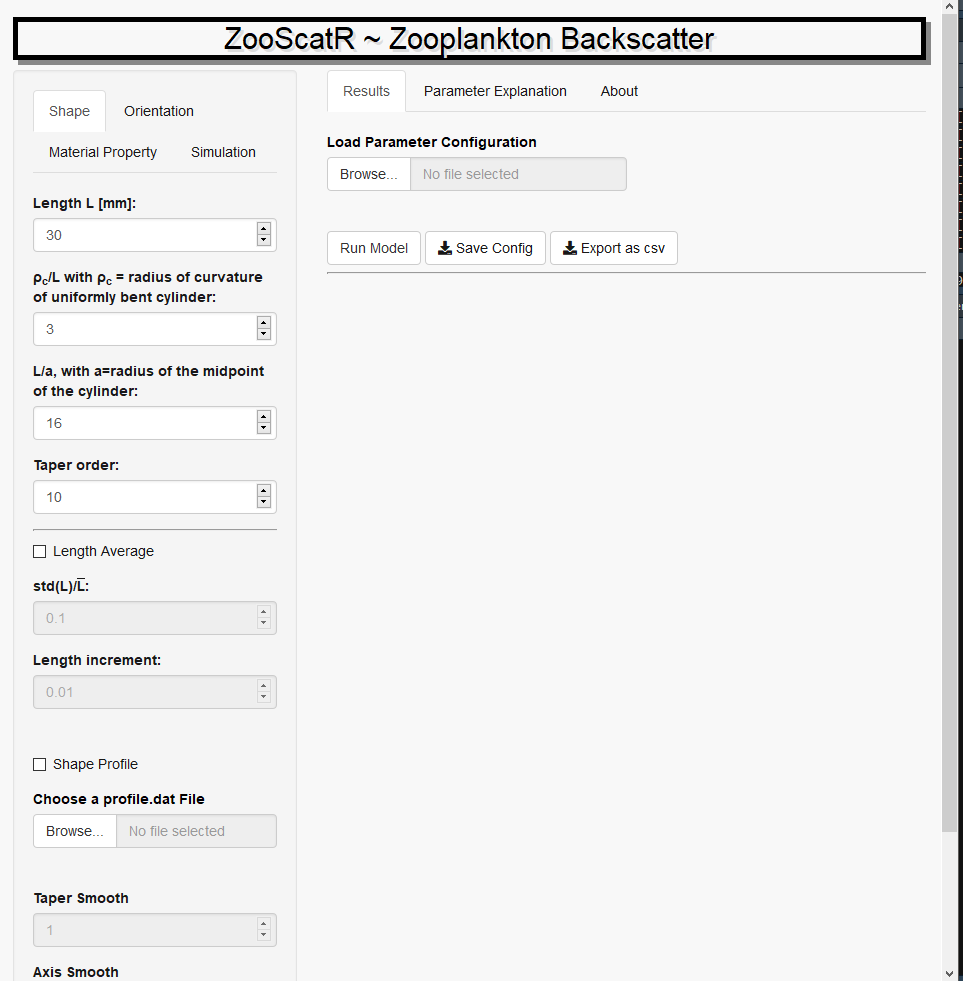 ZooScatR ~ Zooplankton Backscatter
Shape
Orientation
Material Property
Simulation
Length L [mm]:
30
ρc/L with ρc = radius of curvature
of uniformly bent cylinder:
3
L/a, with a=radius of the midpoint
of the cylinder:
16
Taper order:
10
Length Average
std(L)/L̅:
0.1
Length increment:
0.01
Shape Profile
Choose a profile.dat File
Browse... No file selected
Taper Smooth
1
Axis Smooth
Results
Parameter Explanation
About
Load Parameter Configuration
Browse... No file selected
Run Model
Save Config
Export as csv